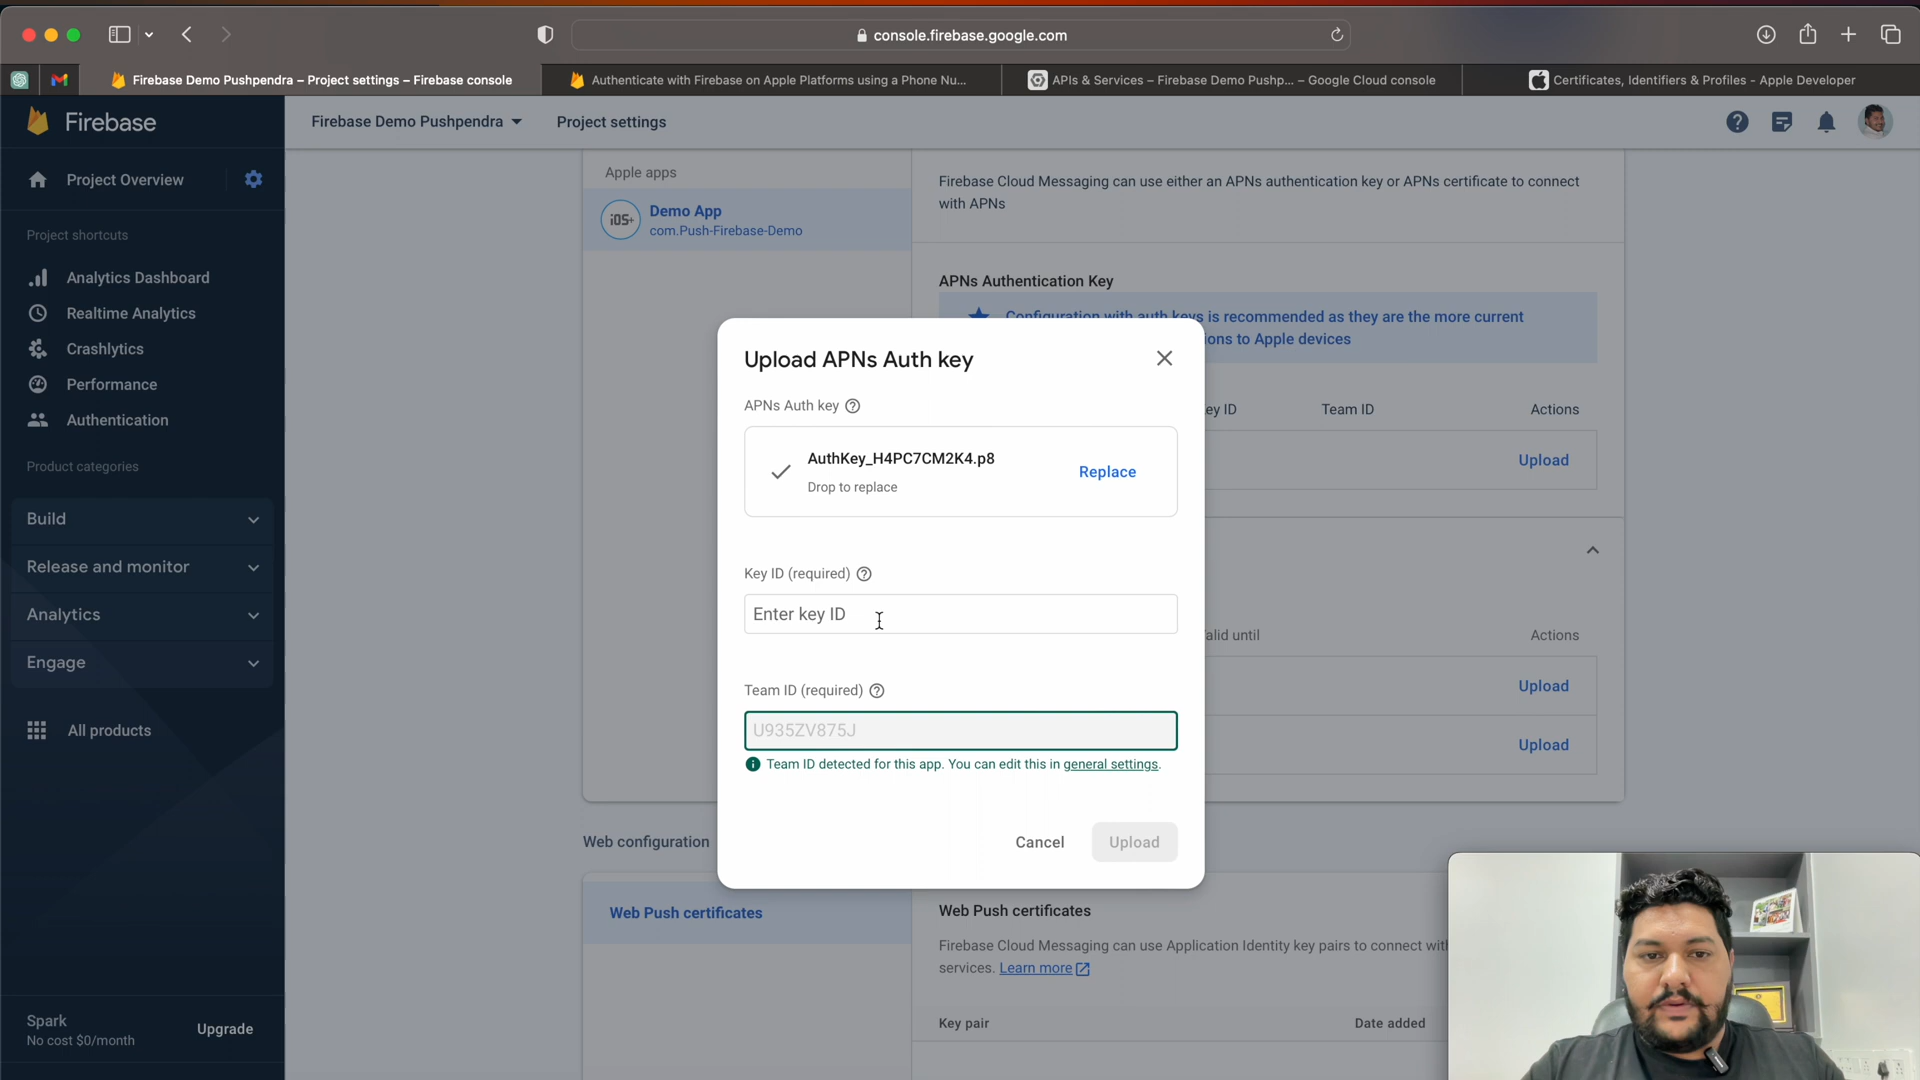 console.firebase.google.com
Firebase Demo Pushpendra – Project settings – Firebase console
Authenticate with Firebase on Apple Platforms using a Phone Nu...
APIs & Services – Firebase Demo Pushp... – Google Cloud console
Certificates, Identifiers & Profiles - Apple Developer
Firebase
Firebase Demo Pushpendra
Project settings
Project Overview
Project shortcuts
Analytics Dashboard
Realtime Analytics
Crashlytics
Performance
Authentication
Product categories
Build
Release and monitor
Analytics
Engage
All products
Spark
No cost $0/month
Upgrade
Apple apps
iOS+
Demo App
com.Push-Firebase-Demo
Firebase Cloud Messaging can use either an APNs authentication key or APNs certificate to connect
with APNs
APNs Authentication Key
Configuration with auth keys is recommended as they are the more current
to Apple devices
ID
Team ID
Actions
Upload
Upload APNs Auth key
APNs Auth key
AuthKey_H4PC7CM2K4.p8
Drop to replace
Replace
Key ID (required)
Enter key ID
Team ID (required)
U935ZV875J
Team ID detected for this app. You can edit this in general settings.
Cancel
Upload
until
Actions
Upload
Upload
Web configuration
Web Push certificates
Web Push certificates
Firebase Cloud Messaging can use Application Identity key pairs to connect
services. Learn more
Key pair
Date added